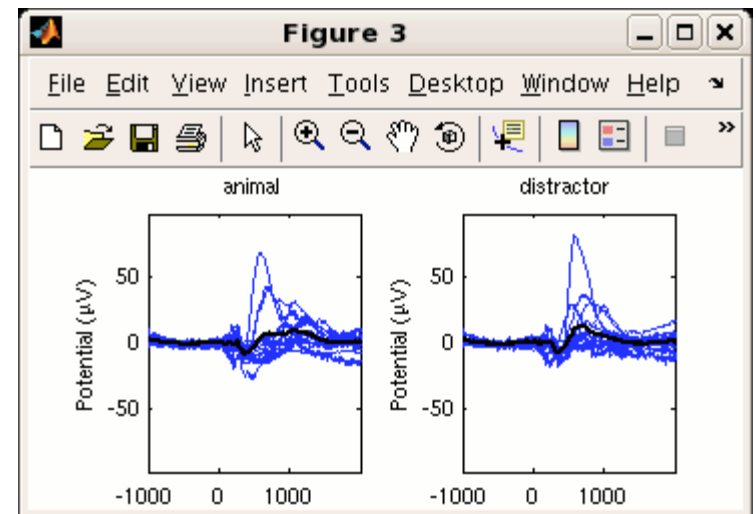 Figure 3
File Edit View Insert Tools Desktop Window Help
animal distractor
Potential (µV) 50 0 -50
Potential (µV) 50 0 -50
-1000 0 1000 -1000 0 1000